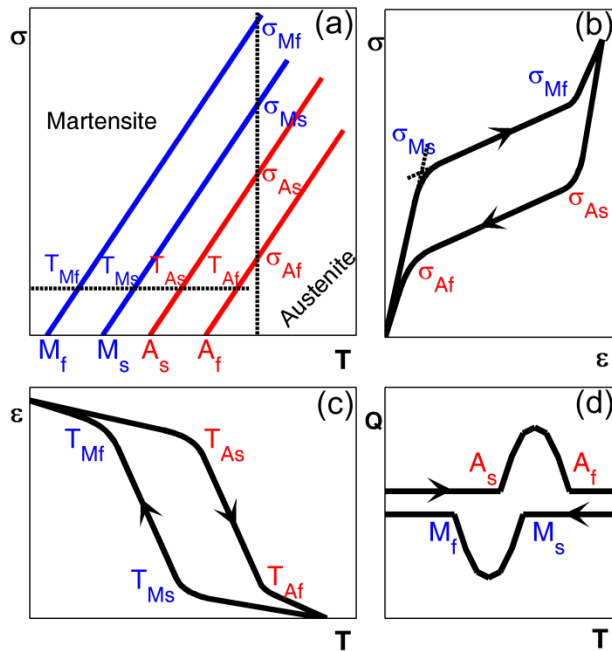 σ
(a)
σMf
Martensite
σMs
σAs
TMf
TMs
TAs
TAf
σAf
Austenite
Mf
Ms
As
Af
T
σ
(b)
σMf
σMs
σAs
σAf
ε
ε
(c)
TMf
TAs
TMs
TAf
T
Q
(d)
As
Af
Mf
Ms
T